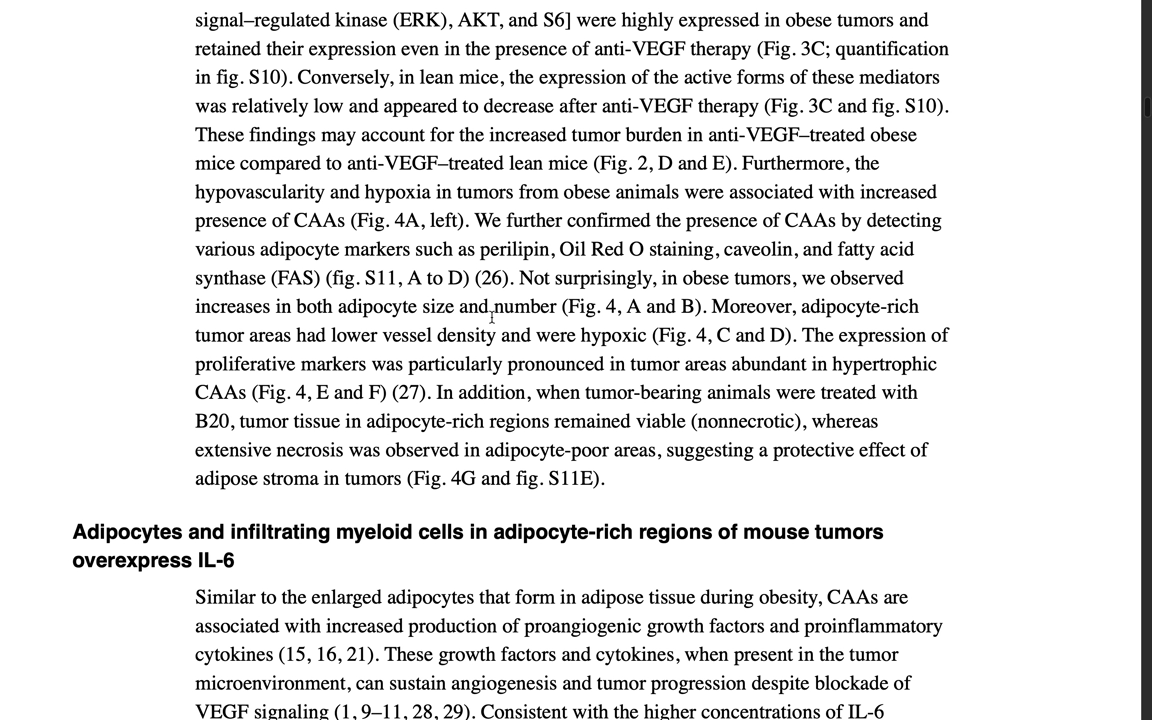 signal–regulated kinase (ERK), AKT, and S6] were highly expressed in obese tumors and
retained their expression even in the presence of anti-VEGF therapy (Fig. 3C; quantification
in fig. S10). Conversely, in lean mice, the expression of the active forms of these mediators
was relatively low and appeared to decrease after anti-VEGF therapy (Fig. 3C and fig. S10).
These findings may account for the increased tumor burden in anti-VEGF–treated obese
mice compared to anti-VEGF–treated lean mice (Fig. 2, D and E). Furthermore, the
hypovascularity and hypoxia in tumors from obese animals were associated with increased
presence of CAAs (Fig. 4A, left). We further confirmed the presence of CAAs by detecting
various adipocyte markers such as perilipin, Oil Red O staining, caveolin, and fatty acid
synthase (FAS) (fig. S11, A to D) (26). Not surprisingly, in obese tumors, we observed
increases in both adipocyte size and number (Fig. 4, A and B). Moreover, adipocyte-rich
tumor areas had lower vessel density and were hypoxic (Fig. 4, C and D). The expression of
proliferative markers was particularly pronounced in tumor areas abundant in hypertrophic
CAAs (Fig. 4, E and F) (27). In addition, when tumor-bearing animals were treated with
B20, tumor tissue in adipocyte-rich regions remained viable (nonnecrotic), whereas
extensive necrosis was observed in adipocyte-poor areas, suggesting a protective effect of
adipose stroma in tumors (Fig. 4G and fig. S11E).
Adipocytes and infiltrating myeloid cells in adipocyte-rich regions of mouse tumors
overexpress IL-6
Similar to the enlarged adipocytes that form in adipose tissue during obesity, CAAs are
associated with increased production of proangiogenic growth factors and proinflammatory
cytokines (15, 16, 21). These growth factors and cytokines, when present in the tumor
microenvironment, can sustain angiogenesis and tumor progression despite blockade of
VEGF signaling (1, 9–11, 28, 29). Consistent with the higher concentrations of IL-6